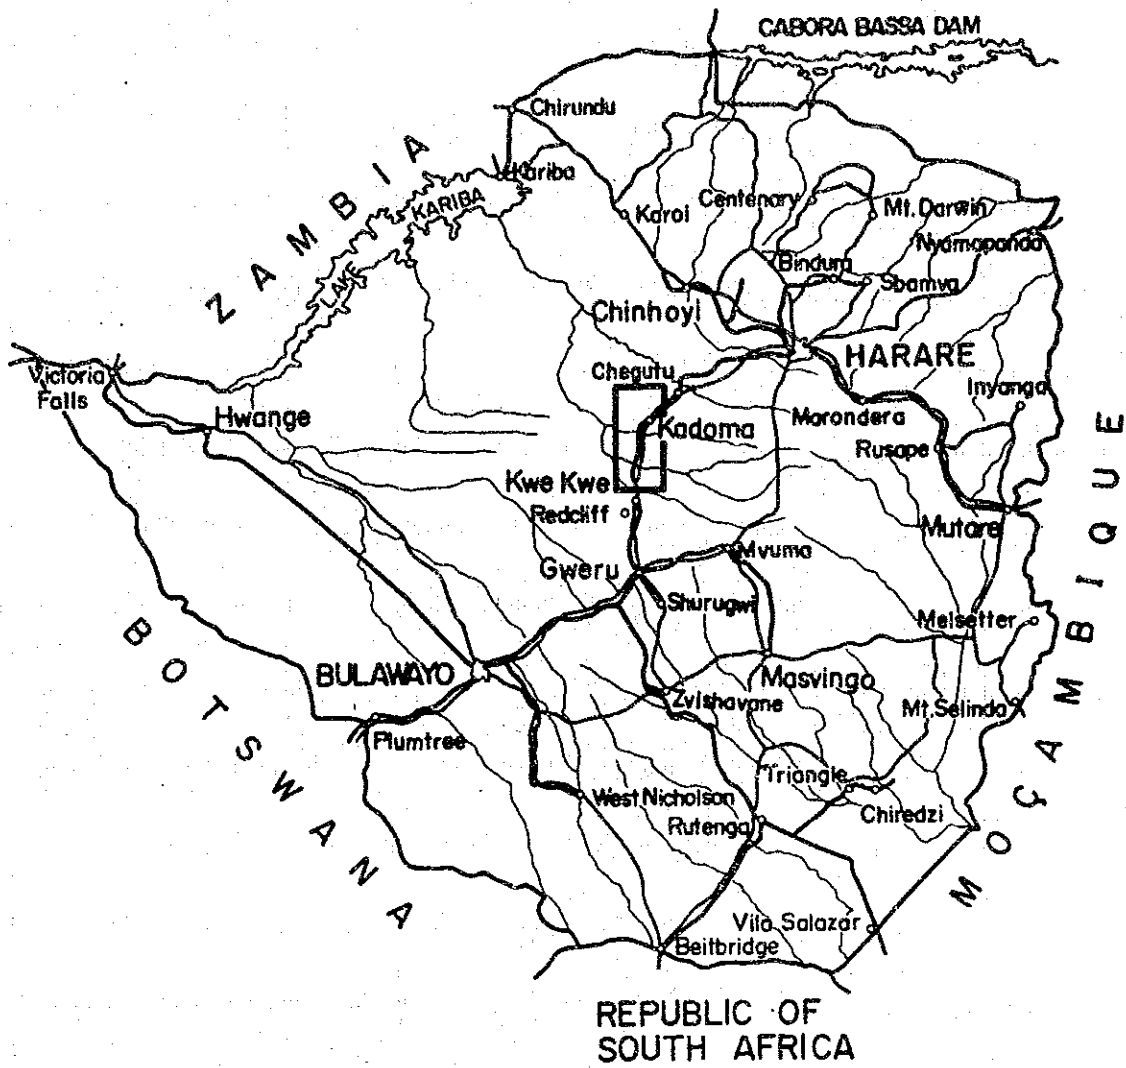 CABORA BASSA DAM
Chirundu
ZAMBIA
Kariba
LAKE KARIBA
Karoi
Centenary
Mt. Darwin
Nyamapanda
Bindura
Shamva
Chinhoyi
HARARE
Chegutu
Victoria
Falls
Inyanga
Hwange
Marondera
Kadoma
Rusape
Kwe Kwe
Redcliff
Mutare
Mvuma
Gweru
Shurugwi
Melsetter
MOÇAMBIQUE
BOTSWANA
BULAWAYO
Masvingo
Zvishavane
Mt. Selinda
Plumtree
Triangle
West Nicholson
Chiredzi
Rutenga
Vila Salazar
Beitbridge
REPUBLIC OF
SOUTH AFRICA